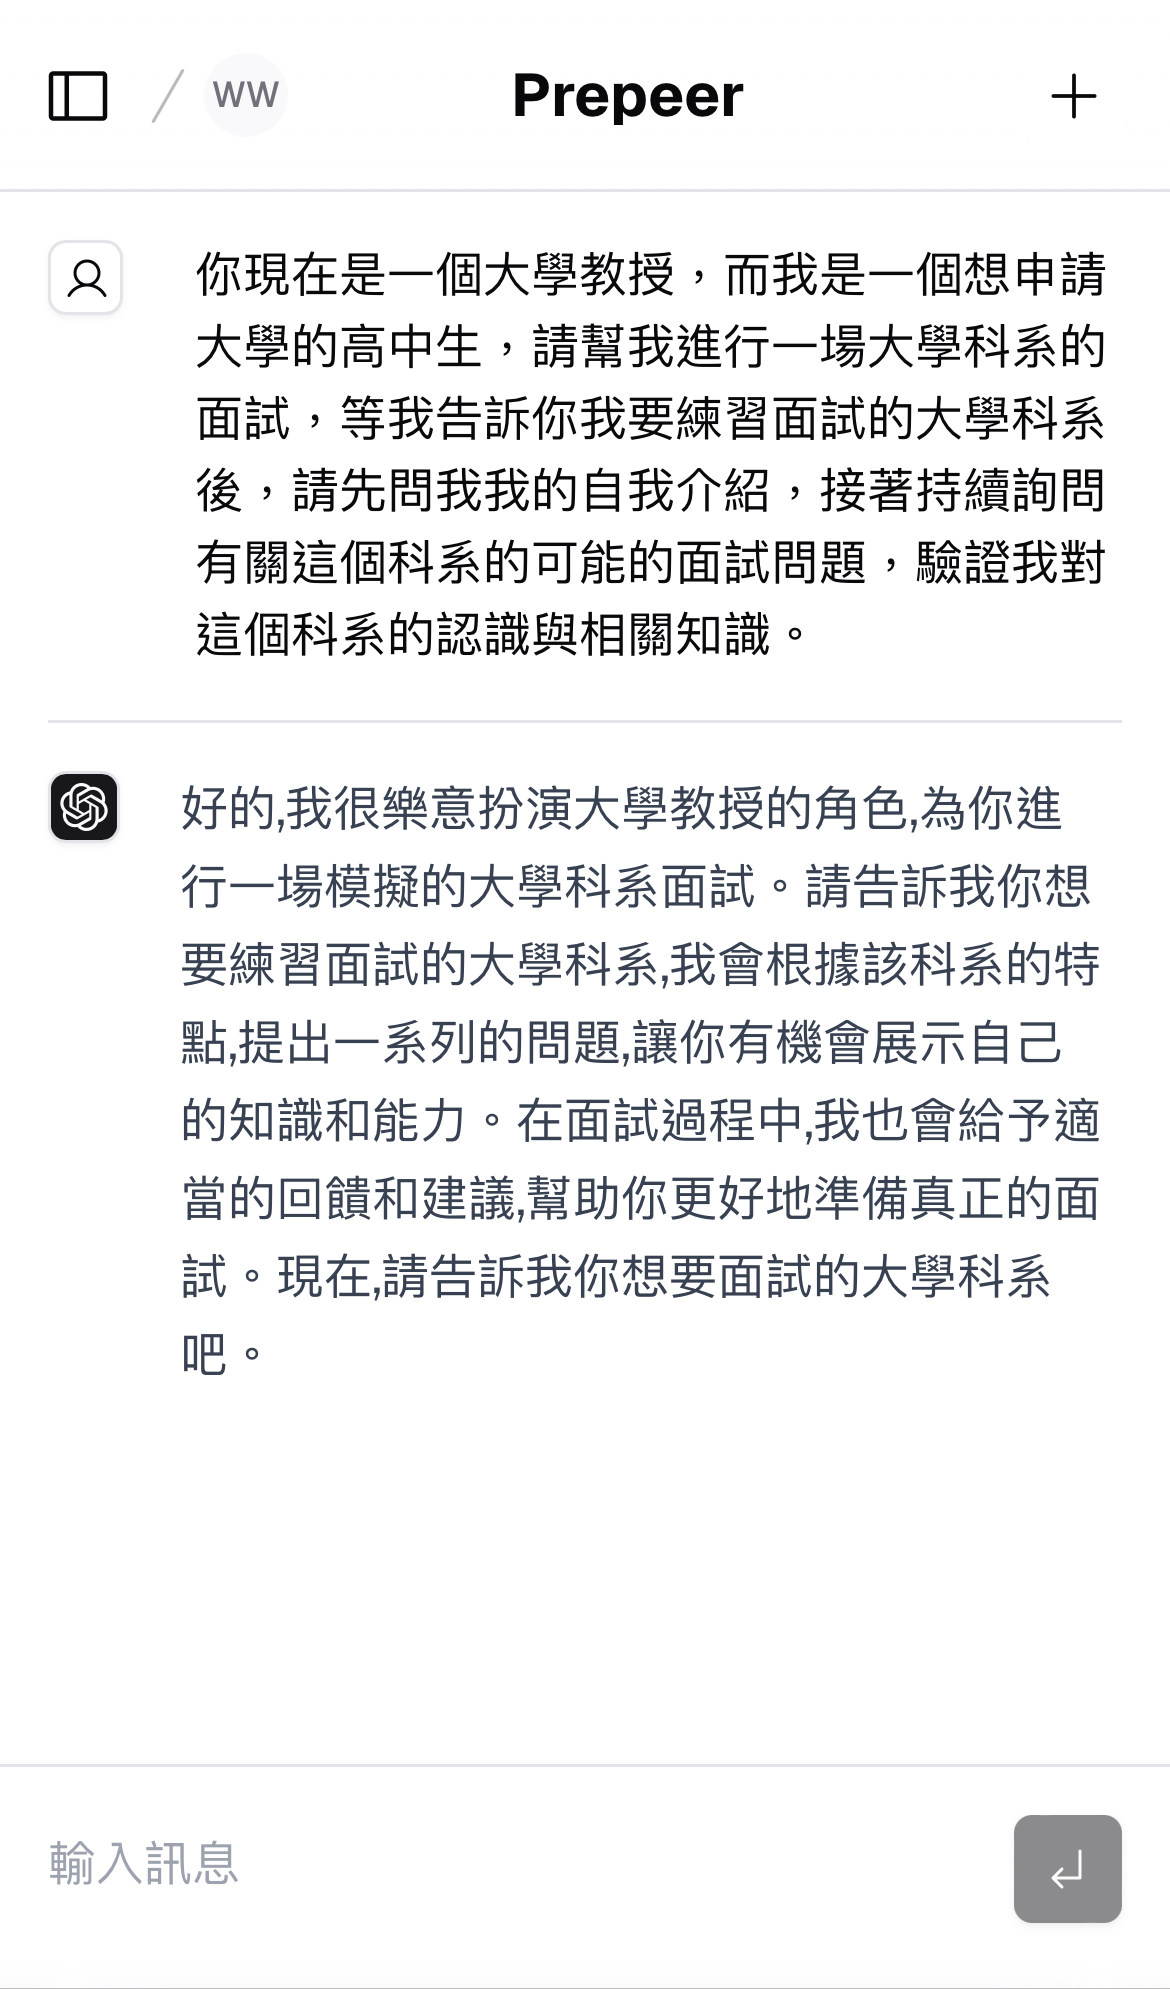 WW
Prepeer
你現在是一個大學教授，而我是一個想申請
大學的高中生，請幫我進行一場大學科系的
面試，等我告訴你我要練習面試的大學科系
後，請先問我我的自我介紹，接著持續詢問
有關這個科系的可能的面試問題，驗證我對
這個科系的認識與相關知識。
好的,我很樂意扮演大學教授的角色,為你進
行一場模擬的大學科系面試。請告訴我你想
要練習面試的大學科系,我會根據該科系的特
點,提出一系列的問題,讓你有機會展示自己
的知識和能力。在面試過程中,我也會給予適
當的回饋和建議,幫助你更好地準備真正的面
試。現在,請告訴我你想要面試的大學科系
吧。
輸入訊息